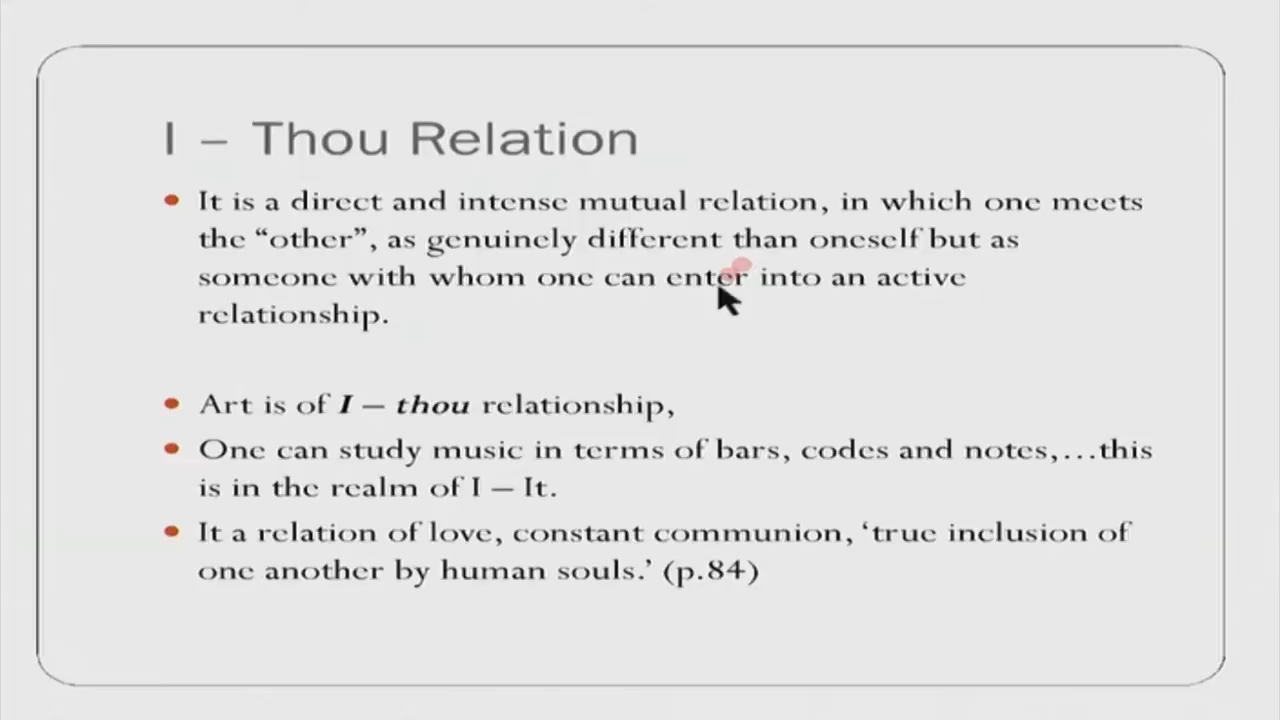 I – Thou Relation
It is a direct and intense mutual relation, in which one meets
the “other”, as genuinely different than oneself but as
someone with whom one can enter into an active
relationship.
Art is of I – thou relationship,
One can study music in terms of bars, codes and notes,…this
is in the realm of I – It.
It a relation of love, constant communion, ‘true inclusion of
one another by human souls.’ (p.84)